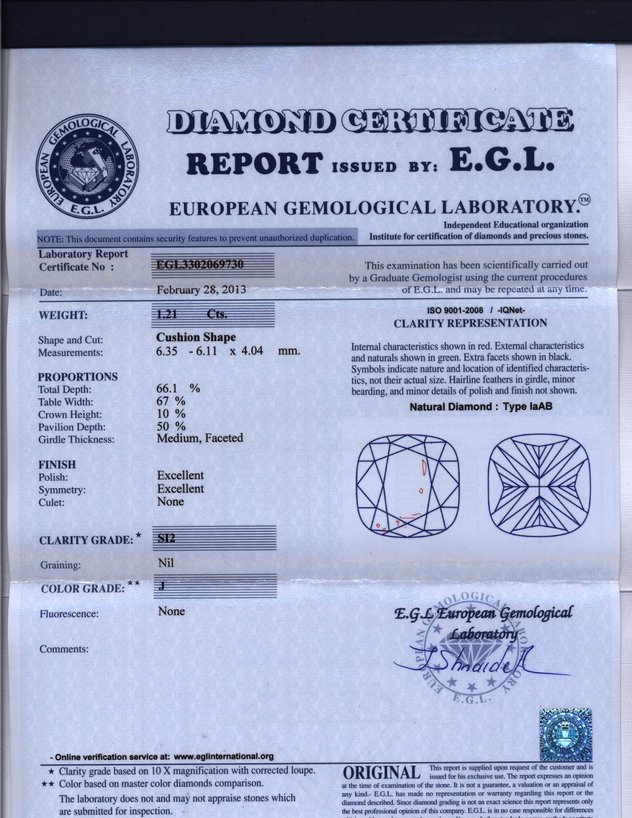 EUROPEAN GEMOLOGICAL LABORATORY
E.G.L.
DIAMOND CERTIFICATE
REPORT ISSUED BY: E.G.L.
EUROPEAN GEMOLOGICAL LABORATORY.™
Independent Educational organization
Institute for certification of diamonds and precious stones.
NOTE: This document contains security features to prevent unauthorized duplication.
Laboratory Report
Certificate No : EGL3302069730
Date: February 28, 2013
This examination has been scientifically carried out
by a Graduate Gemologist using the current procedures
of E.G.L. and may be repeated at any time.
WEIGHT: 1.21 Cts.
Shape and Cut: Cushion Shape
Measurements: 6.35 - 6.11 x 4.04 mm.
PROPORTIONS
Total Depth: 66.1 %
Table Width: 67 %
Crown Height: 10 %
Pavilion Depth: 50 %
Girdle Thickness: Medium, Faceted
FINISH
Polish: Excellent
Symmetry: Excellent
Culet: None
CLARITY GRADE: * SI2
Graining: Nil
COLOR GRADE: ** J
Fluorescence: None
Comments:
ISO 9001-2008 / -IQNet-
CLARITY REPRESENTATION
Internal characteristics shown in red. External characteristics
and naturals shown in green. Extra facets shown in black.
Symbols indicate nature and location of identified characteris-
tics, not their actual size. Hairline feathers in girdle, minor
bearding, and minor details of polish and finish not shown.
Natural Diamond : Type IaAB
E.G.L European Gemological
Laboratory
E.G.L.
- Online verification service at: www.eglinternational.org
★ Clarity grade based on 10 X magnification with corrected loupe.
★★ Color based on master color diamonds comparison.
The laboratory does not and may not appraise stones which
are submitted for inspection.
ORIGINAL This report is supplied upon request of the customer and is
issued for his exclusive use. The report expresses an opinion
at the time of examination of the stone. It is not a guarantee, a valuation or an appraisal of
any kind.- E.G.L. has made no representation or warranty regarding this report or the
diamond described. Since diamond grading is not an exact science this report represents only
the best professional opinion of this company. E.G.L. is in no case responsible for differences